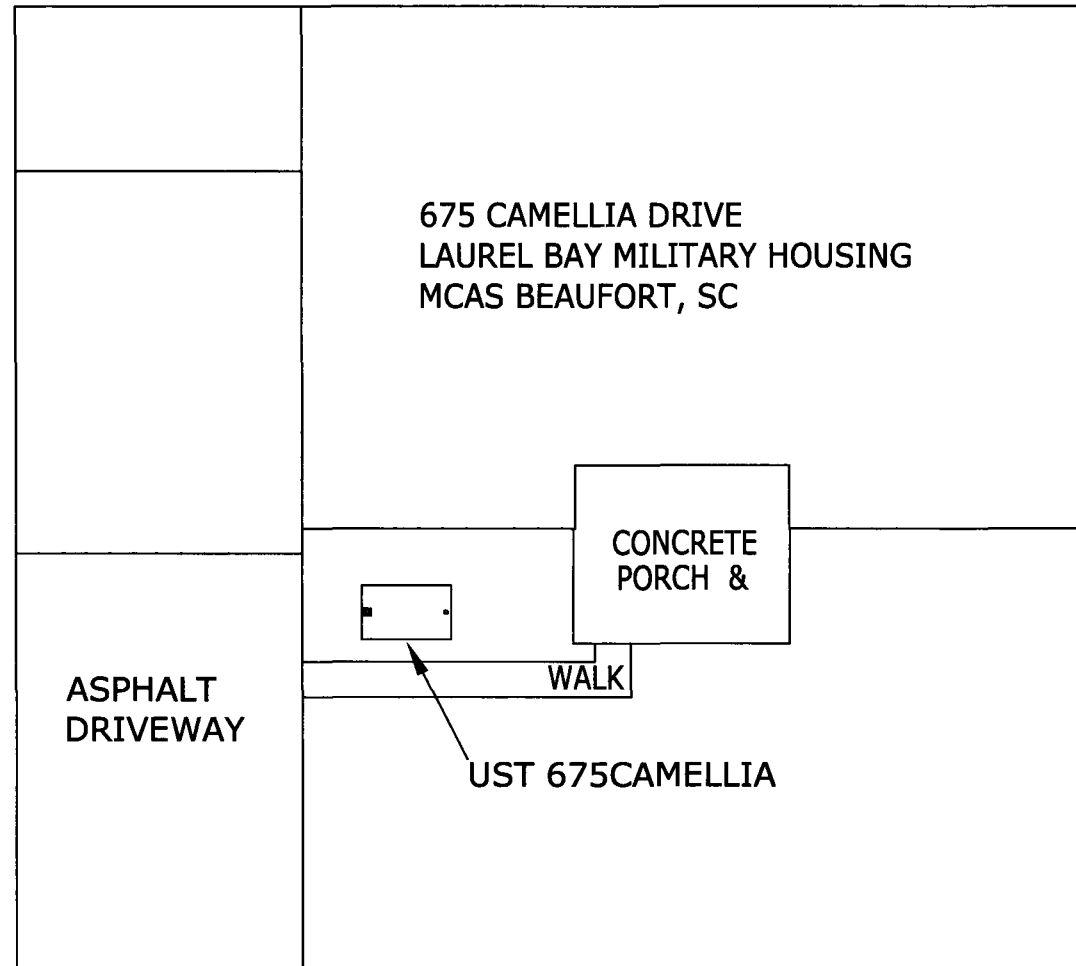 675 CAMELLIA DRIVE
LAUREL BAY MILITARY HOUSING
MCAS BEAUFORT, SC
CONCRETE
PORCH &
WALK
ASPHALT
DRIVEWAY
UST 675CAMELLIA